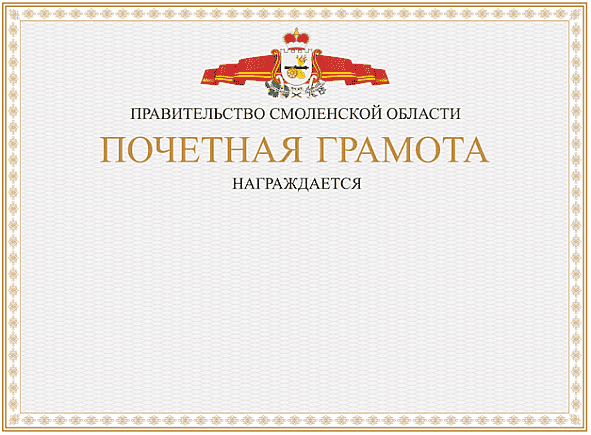 ПРАВИТЕЛЬСТВО СМОЛЕНСКОЙ ОБЛАСТИ
ПОЧЕТНАЯ ГРАМОТА
НАГРАЖДАЕТСЯ